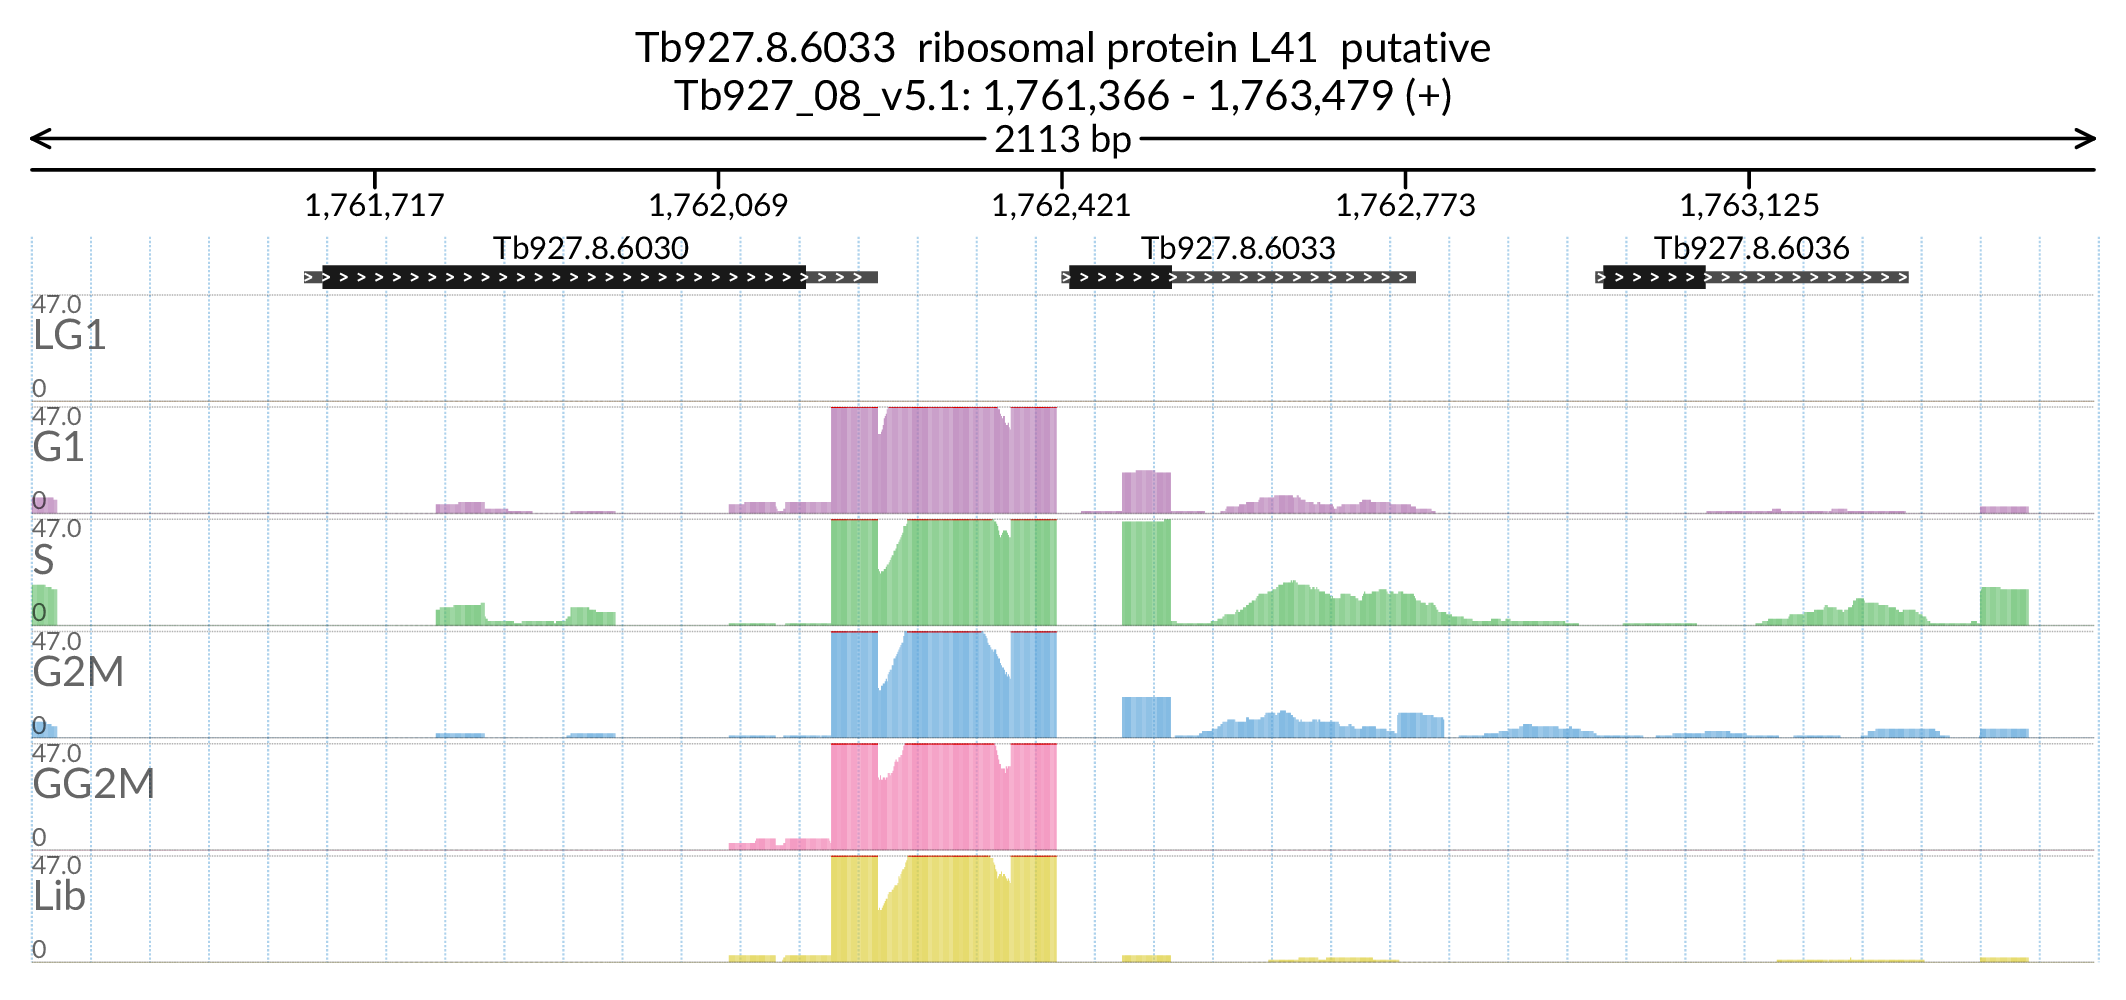 Tb927.8.6033 ribosomal protein L41 putative
Tb927_08_v5.1: 1,761,366 - 1,763,479 (+)
2113 bp
1,761,717 1,762,069 1,762,421 1,762,773 1,763,125
Tb927.8.6030 Tb927.8.6033 Tb927.8.6036
47.0
LG1
0
47.0
G1
0
47.0
S
0
47.0
G2M
0
47.0
GG2M
0
47.0
Lib
0